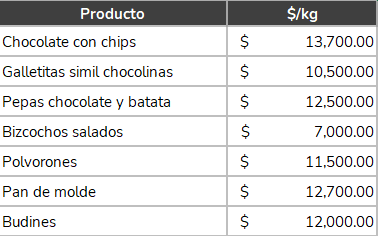 Producto $/kg
Chocolate con chips $ 13,700.00
Galletitas simil chocolinas $ 10,500.00
Pepas chocolate y batata $ 12,500.00
Bizcochos salados $ 7,000.00
Polvorones $ 11,500.00
Pan de molde $ 12,700.00
Budines $ 12,000.00